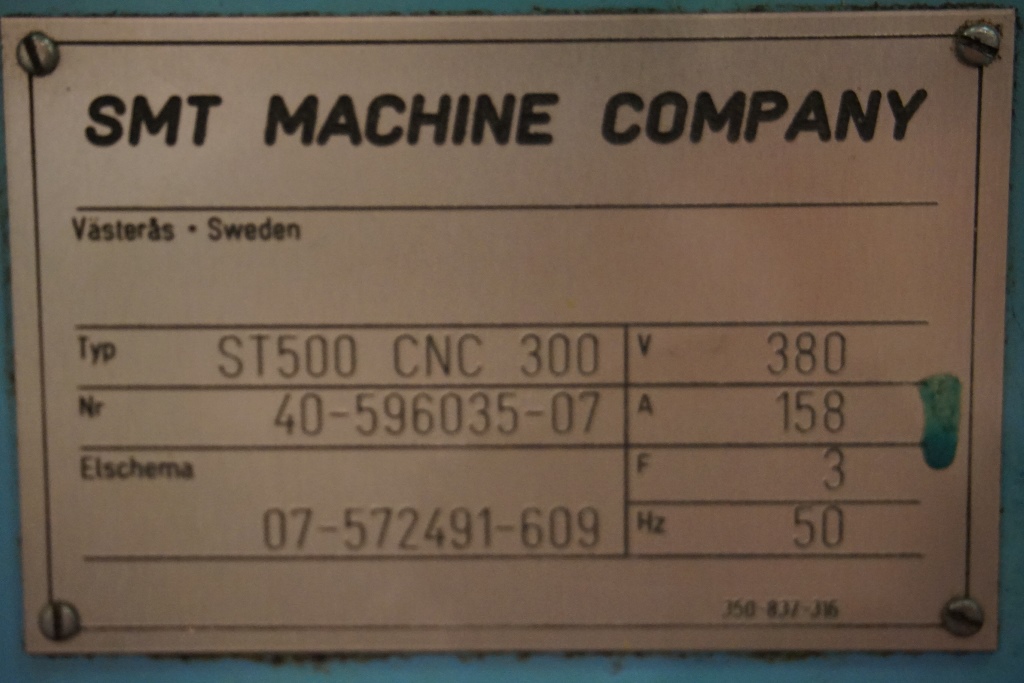 SMT MACHINE COMPANY
Västerås • Sweden
Typ ST500 CNC 300 V 380
Nr 40-596035-07 A 158
Elschema F 3
07-572491-609 Hz 50
350-837-316